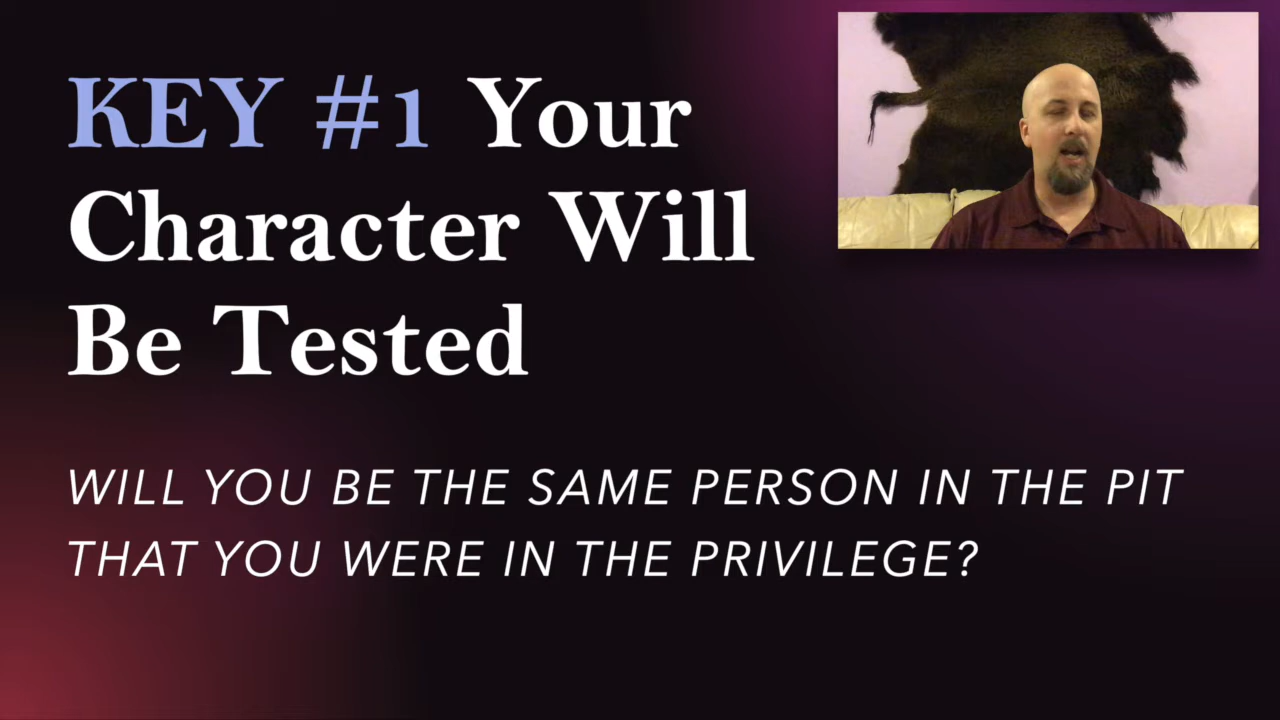 KEY #1 Your
Character Will
Be Tested
WILL YOU BE THE SAME PERSON IN THE PIT
THAT YOU WERE IN THE PRIVILEGE?